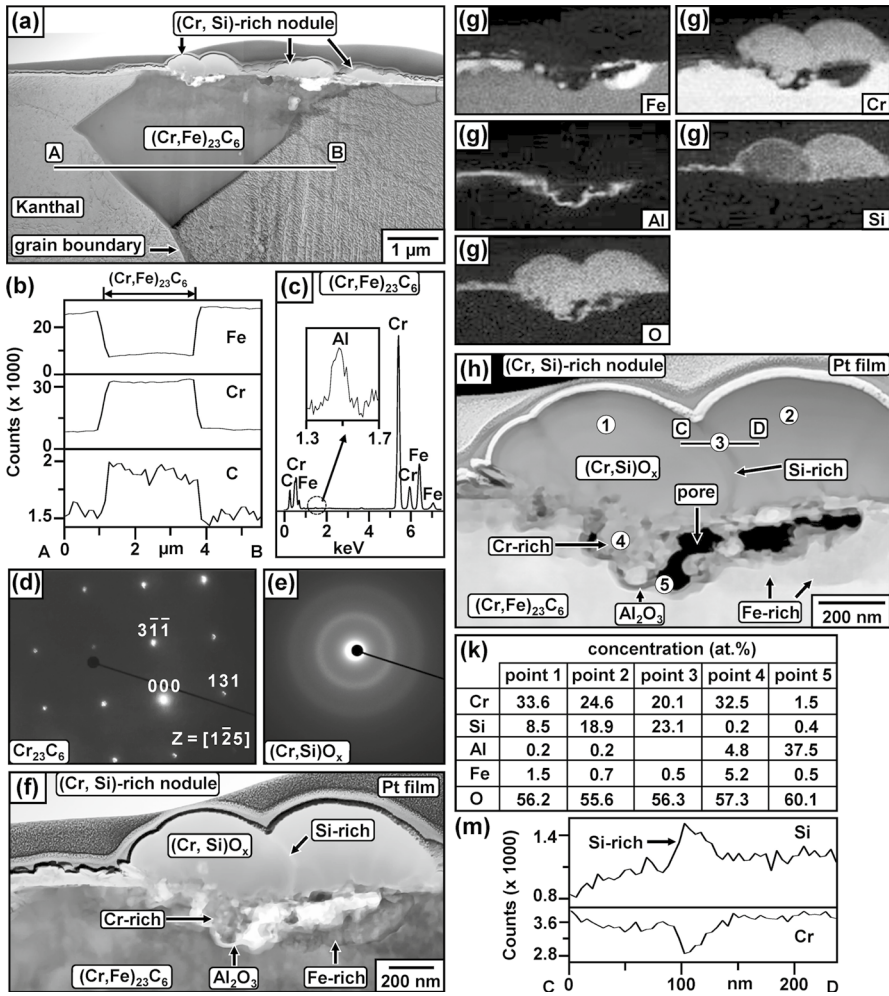 (a)
(Cr, Si)-rich nodule
(Cr,Fe)23C6
A
B
Kanthal
grain boundary
1 µm
(b)
(Cr,Fe)23C6
Counts (x 1000)
20
0
Fe
30
0
Cr
2
1.5
C
0
2
µm
4
A
B
(c)
(Cr,Fe)23C6
Al
1.3
1.7
Cr
Cr
C
Fe
Cr
Fe
Fe
0
2
4
6
keV
(d)
3 1̅ 1̅
000
1 3 1
Cr23C6
Z = [1 2̅ 5]
(e)
(Cr,Si)Ox
(f)
(Cr, Si)-rich nodule
Pt film
(Cr, Si)Ox
Si-rich
Cr-rich
(Cr,Fe)23C6
Al2O3
Fe-rich
200 nm
(g)
Fe
(g)
Cr
(g)
Al
(g)
Si
(g)
O
(h)
(Cr, Si)-rich nodule
Pt film
1
2
C
D
3
(Cr,Si)Ox
Si-rich
pore
Cr-rich
4
5
(Cr,Fe)23C6
Al2O3
Fe-rich
200 nm
(k)
concentration (at.%)
point 1 point 2 point 3 point 4 point 5
Cr 33.6 24.6 20.1 32.5 1.5
Si 8.5 18.9 23.1 0.2 0.4
Al 0.2 0.2 4.8 37.5
Fe 1.5 0.7 0.5 5.2 0.5
O 56.2 55.6 56.3 57.3 60.1
(m)
Counts (x 1000)
1.4
0.8
Si-rich
Si
3.6
2.8
Cr
0
100
nm
200
C
D